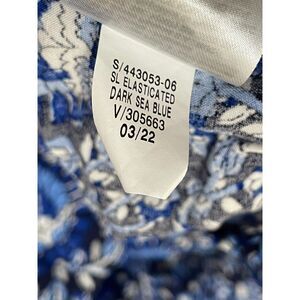 S/443053-06
SL ELASTICATED
DARK SEA BLUE
V/305663
03/22